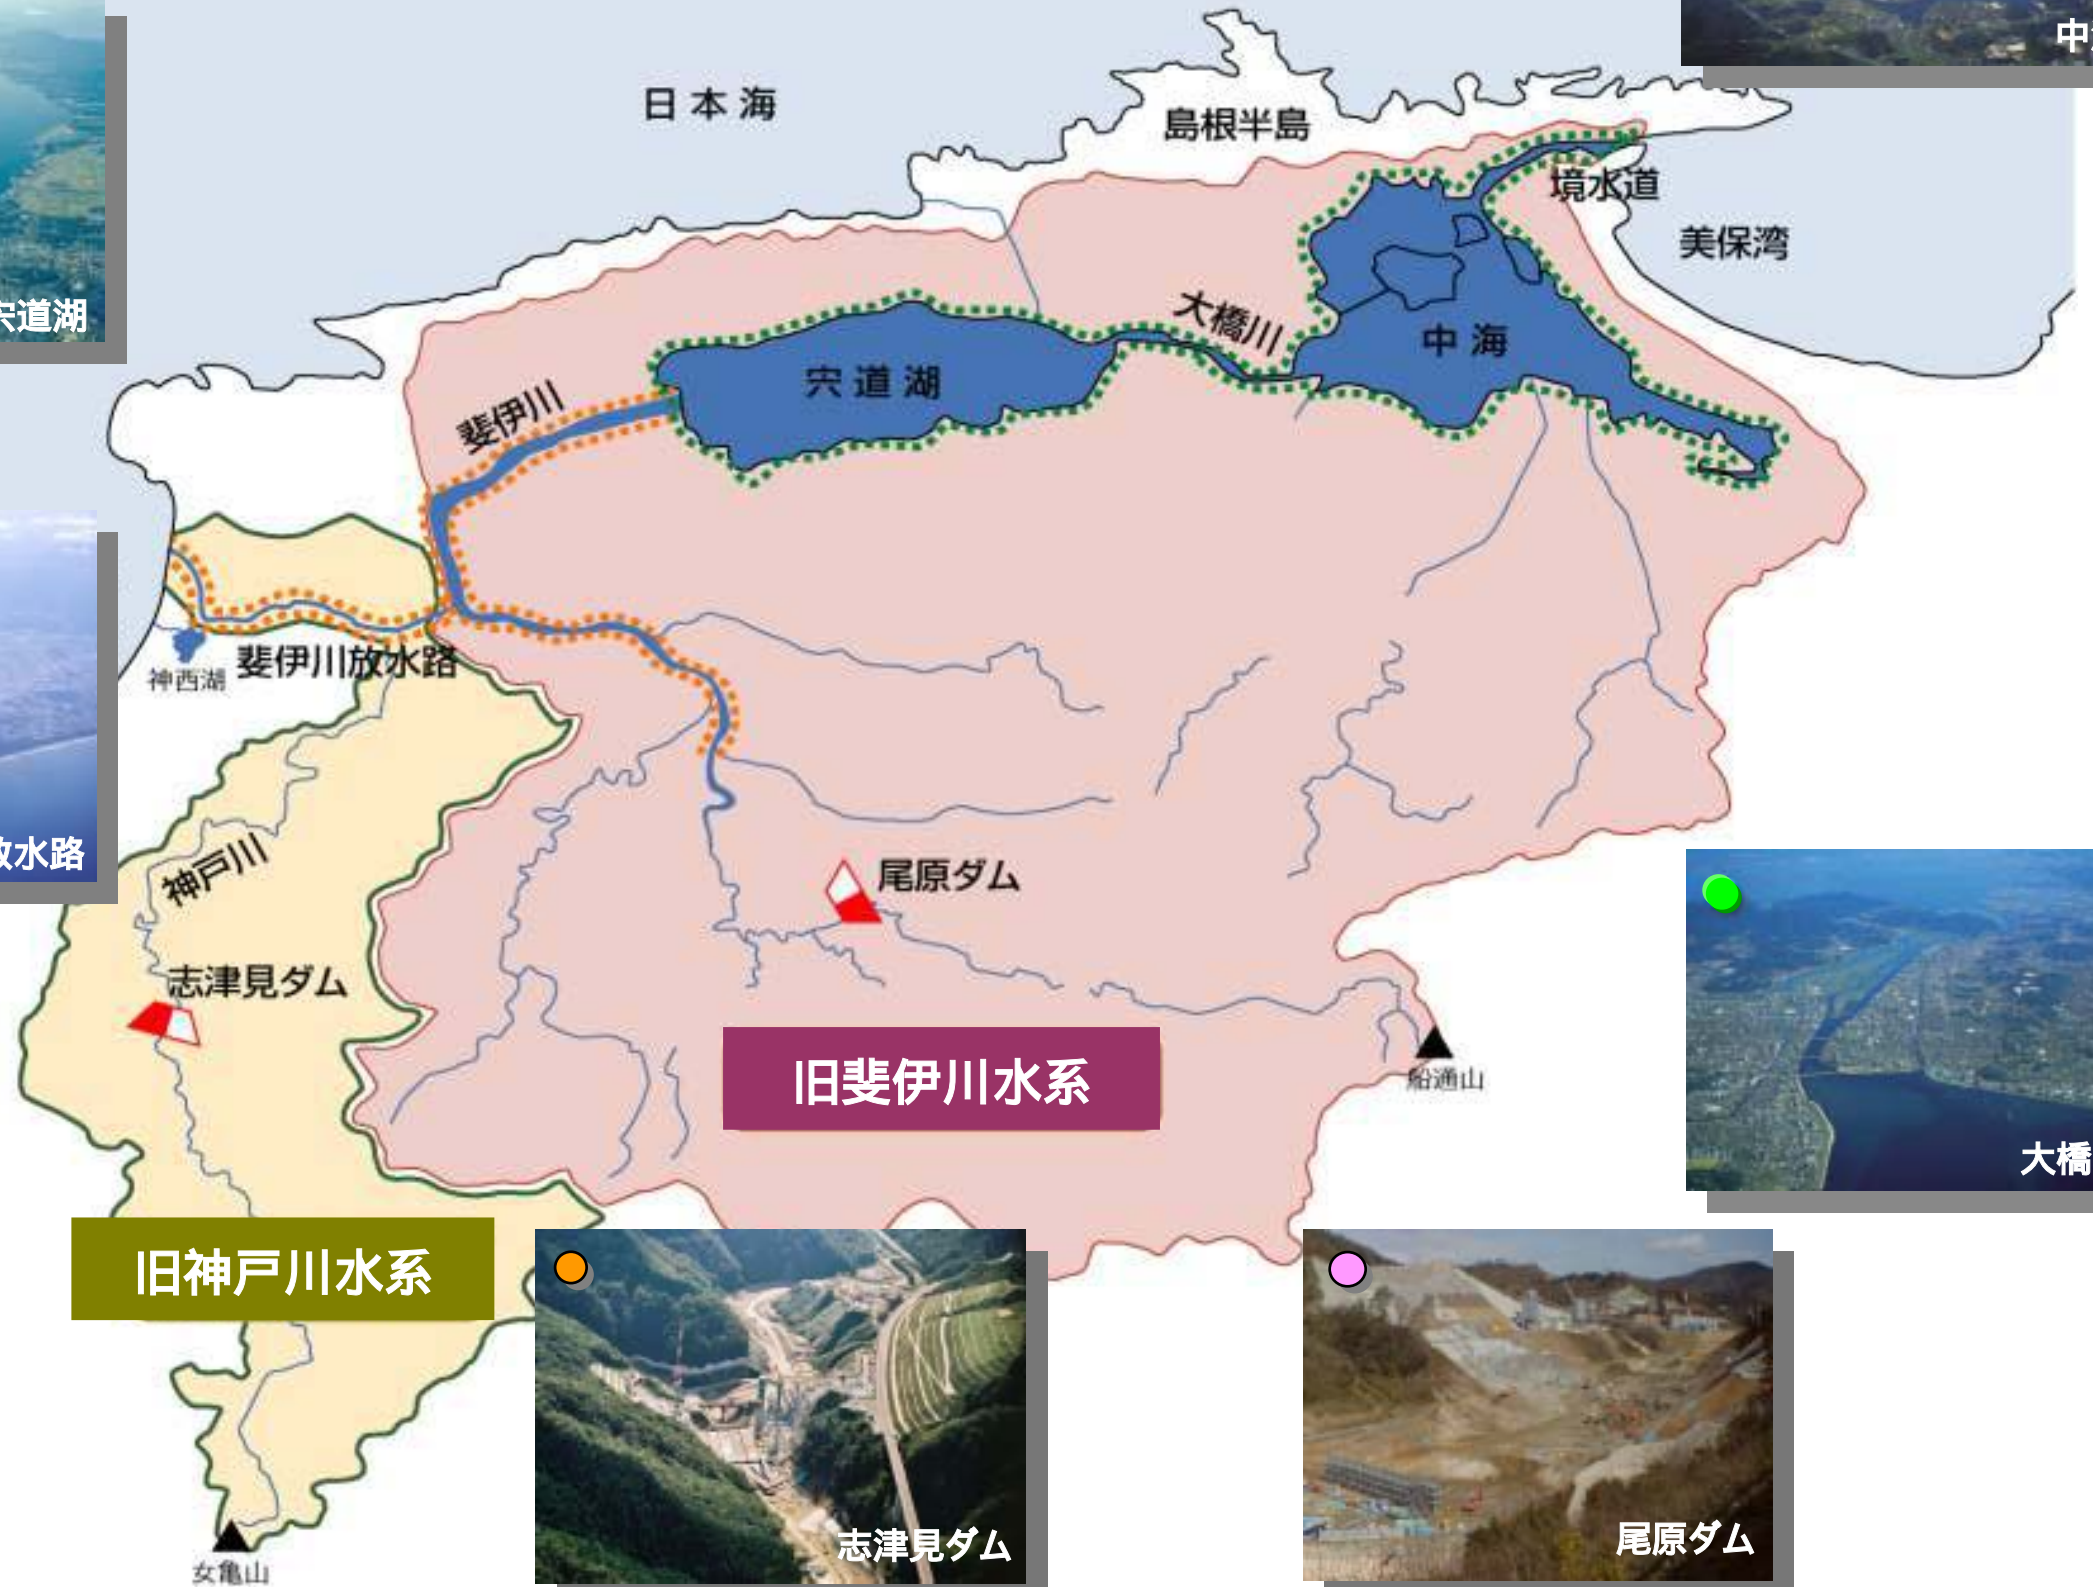 中
日本海
島根半島
境水道
美保湾
宍道湖
大橋川
中海
宍道湖
斐伊川
斐伊川放水路
神西湖
放水路
神戸川
尾原ダム
志津見ダム
旧斐伊川水系
船通山
大橋
旧神戸川水系
志津見ダム
尾原ダム
女亀山